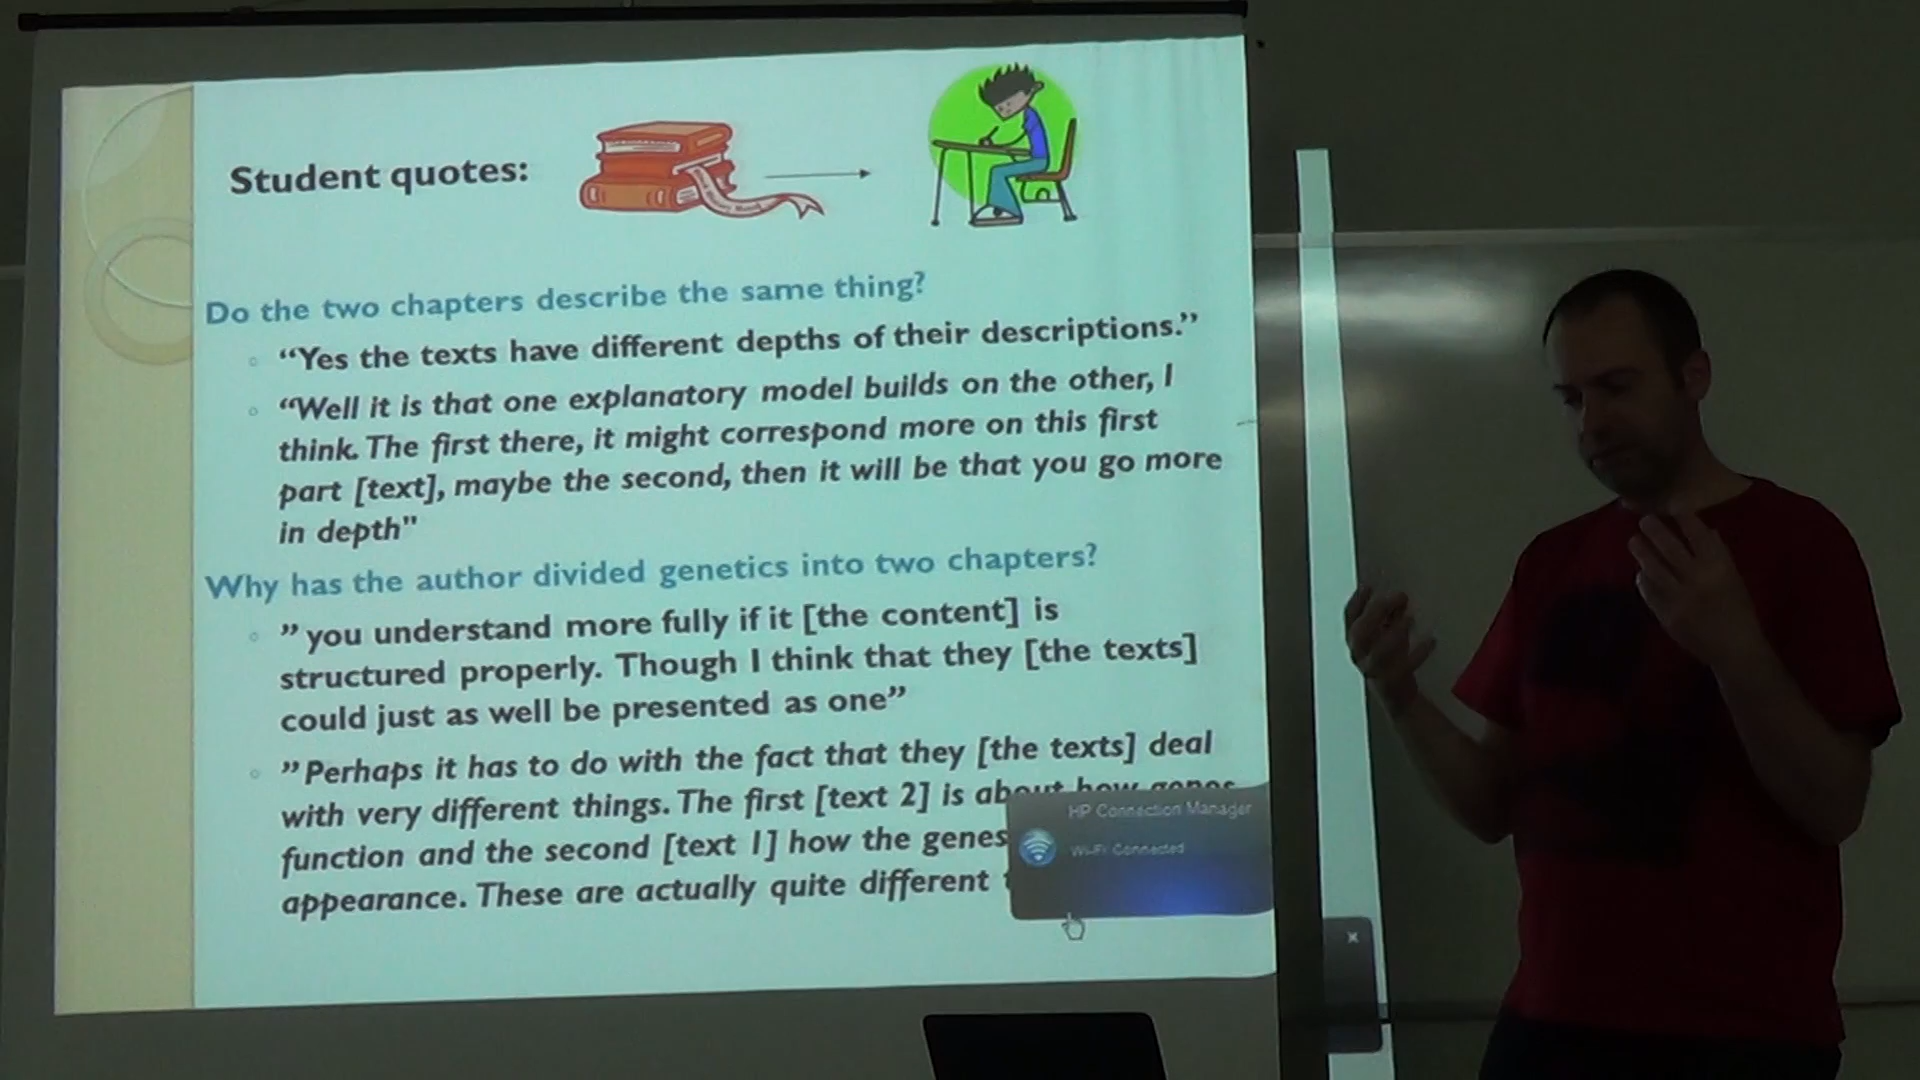 Student quotes:
Do the two chapters describe the same thing?
“Yes the texts have different depths of their descriptions.”
“Well it is that one explanatory model builds on the other, I
think. The first there, it might correspond more on this first
part [text], maybe the second, then it will be that you go more
in depth"
Why has the author divided genetics into two chapters?
”you understand more fully if it [the content] is
structured properly. Though I think that they [the texts]
could just as well be presented as one”
”Perhaps it has to do with the fact that they [the texts] deal
with very different things. The first [text 2] is about how genes
function and the second [text 1] how the genes
appearance. These are actually quite different
HP Connection Manager
Wi-Fi Connected